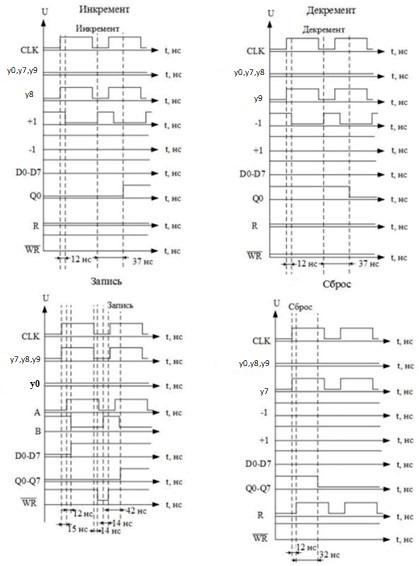 Инкремент
U
Инкремент
CLK
t, нс
y0,y7,y9
t, нс
y8
t, нс
+1
t, нс
-1
t, нс
D0-D7
t, нс
Q0
t, нс
R
t, нс
WR
t, нс
12 нс
37 нс
Декремент
U
Декремент
CLK
t, нс
y0,y7,y8
t, нс
y9
t, нс
-1
t, нс
+1
t, нс
D0-D7
t, нс
Q0
t, нс
R
t, нс
WR
t, нс
12 нс
37 нс
Запись
U
Запись
CLK
t, нс
y7,y8,y9
t, нс
y0
t, нс
A
t, нс
B
t, нс
D0-D7
t, нс
Q0-Q7
t, нс
WR
t, нс
12 нс
42 нс
14 нс
15 нс
14 нс
Сброс
U
Сброс
CLK
t, нс
y0,y8,y9
t, нс
y7
t, нс
-1
t, нс
+1
t, нс
D0-D7
t, нс
Q0-Q7
t, нс
R
t, нс
WR
t, нс
12 нс
32 нс